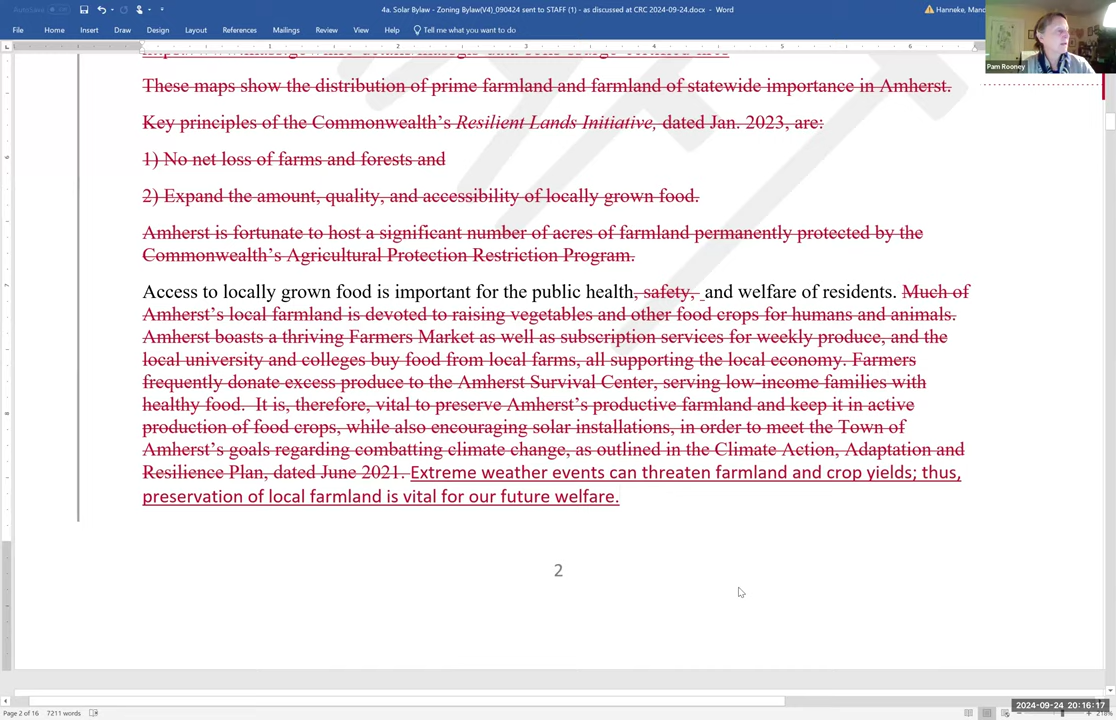 AutoSave
4a. Solar Bylaw - Zoning Bylaw(V4)_090424 sent to STAFF (1) - as discussed at CRC 2024-09-24.docx - Word
Hanneke, Mand
File Home Insert Draw Design Layout References Mailings Review View Help Tell me what you want to do
Pam Rooney
These maps show the distribution of prime farmland and farmland of statewide importance in Amherst.
Key principles of the Commonwealth's Resilient Lands Initiative, dated Jan. 2023, are:
1) No net loss of farms and forests and
2) Expand the amount, quality, and accessibility of locally grown food.
Amherst is fortunate to host a significant number of acres of farmland permanently protected by the
Commonwealth's Agricultural Protection Restriction Program.
Access to locally grown food is important for the public health, safety, and welfare of residents. Much of
Amherst's local farmland is devoted to raising vegetables and other food crops for humans and animals.
Amherst boasts a thriving Farmers Market as well as subscription services for weekly produce, and the
local university and colleges buy food from local farms, all supporting the local economy. Farmers
frequently donate excess produce to the Amherst Survival Center, serving low-income families with
healthy food. It is, therefore, vital to preserve Amherst's productive farmland and keep it in active
production of food crops, while also encouraging solar installations, in order to meet the Town of
Amherst's goals regarding combatting climate change, as outlined in the Climate Action, Adaptation and
Resilience Plan, dated June 2021. Extreme weather events can threaten farmland and crop yields; thus,
preservation of local farmland is vital for our future welfare.
2
Page 2 of 16 7211 words
2024-09-24 20:16:17